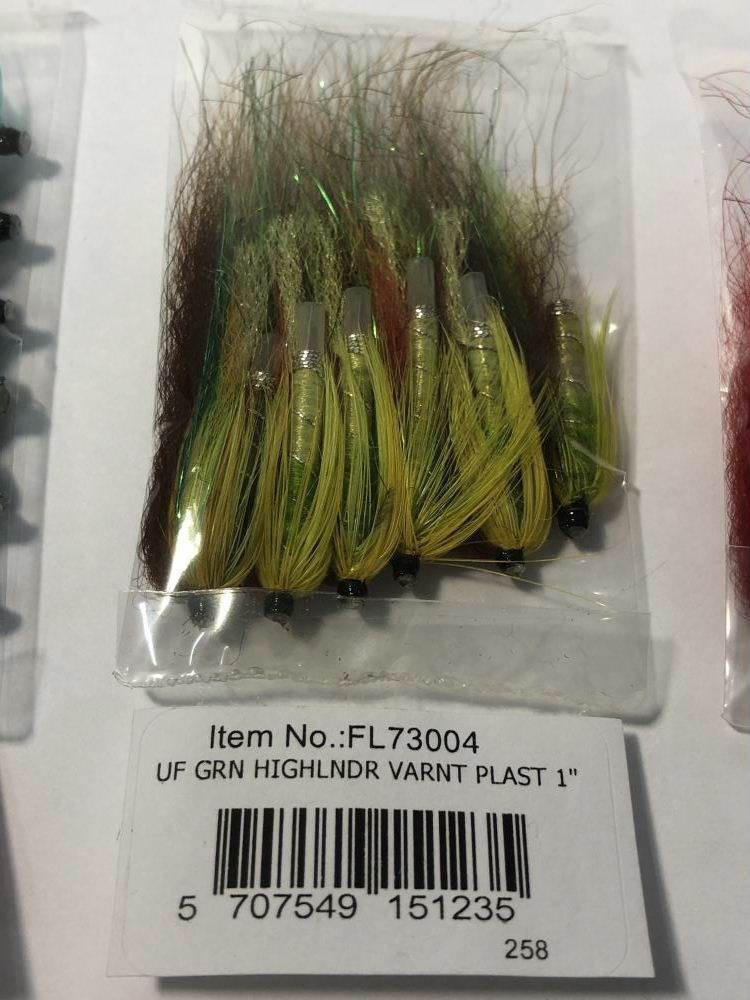 Item No.:FL73004
UF GRN HIGHLNDR VARNT PLAST 1"
5 707549 151235
258